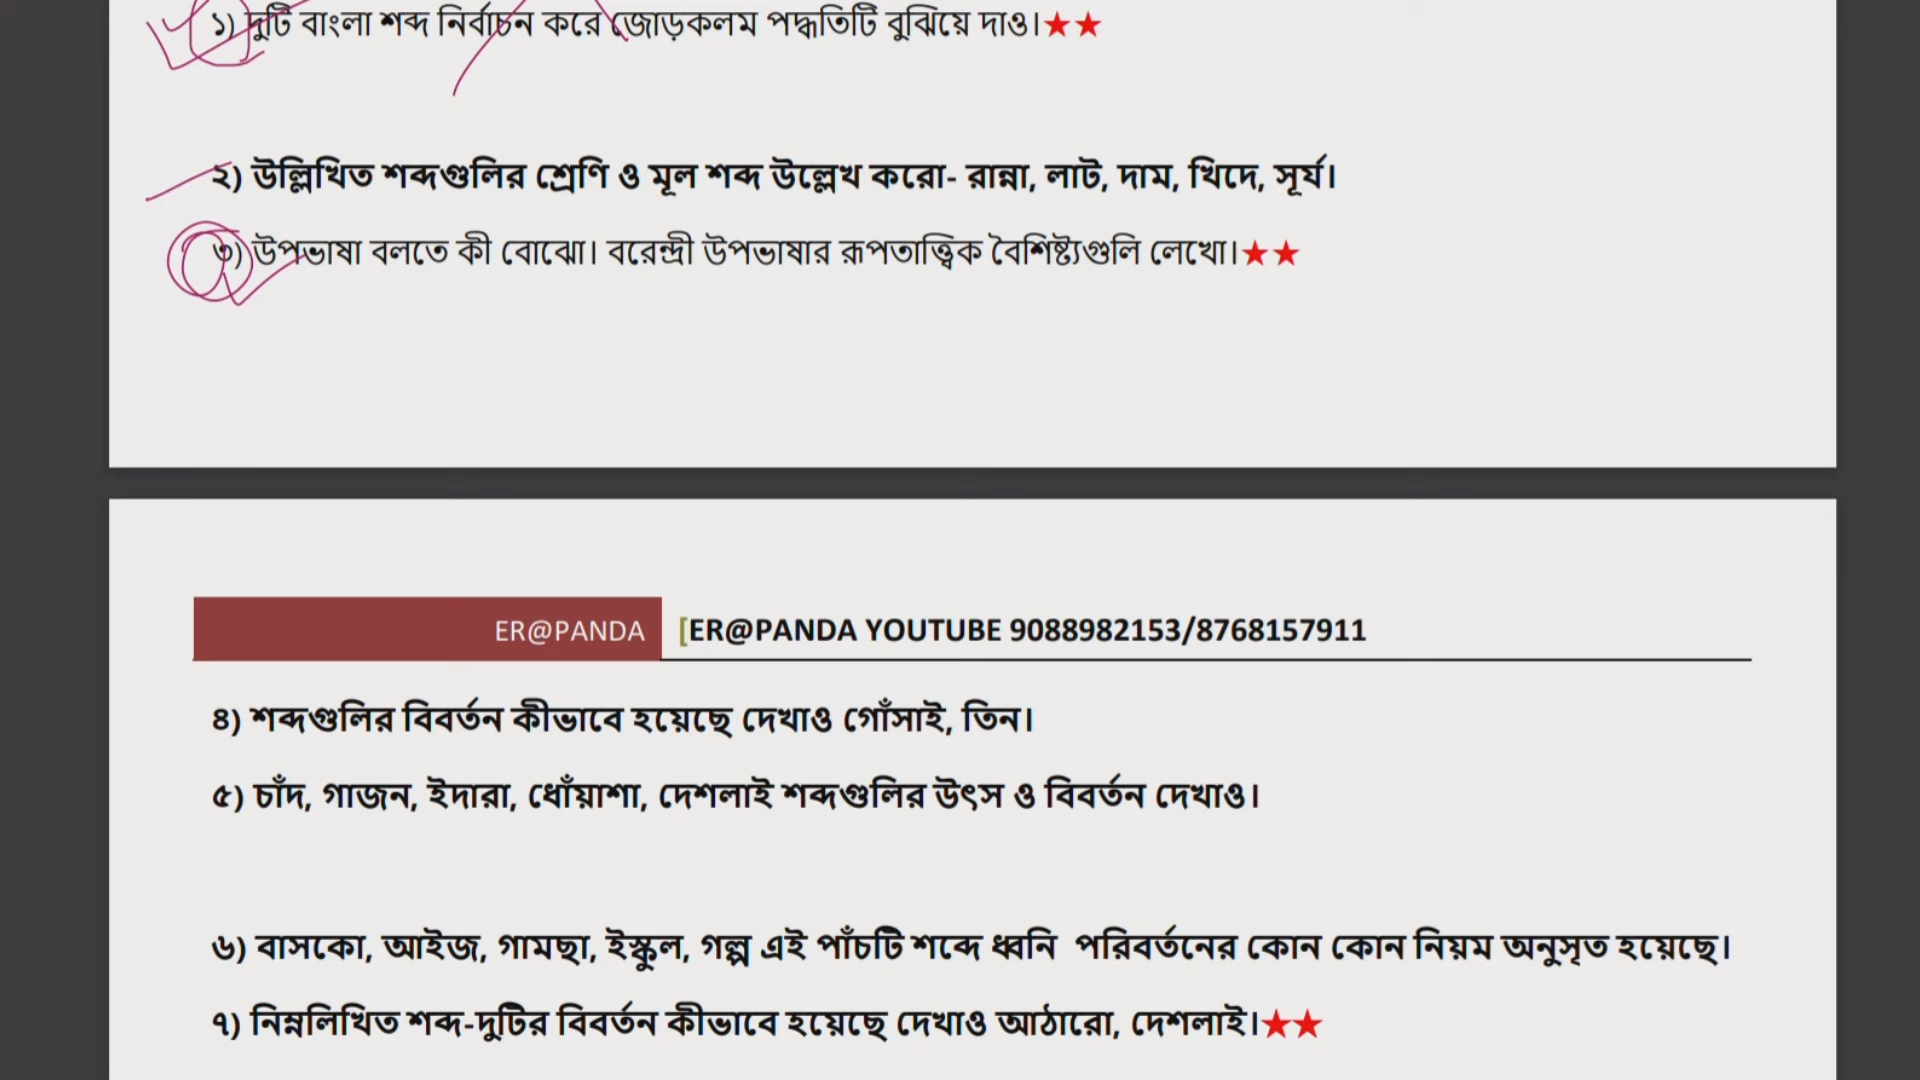 ১) দুটি বাংলা শব্দ নির্বাচন করে জোড়কলম পদ্ধতিটি বুঝিয়ে দাও।★★
২) উল্লিখিত শব্দগুলির শ্রেণি ও মূল শব্দ উল্লেখ করো- রান্না, লাট, দাম, খিদে, সূর্য।
৩) উপভাষা বলতে কী বোঝো। বরেন্দ্রী উপভাষার রূপতাত্ত্বিক বৈশিষ্ট্যগুলি লেখো।★★
ER@PANDA [ER@PANDA YOUTUBE 9088982153/8768157911
৪) শব্দগুলির বিবর্তন কীভাবে হয়েছে দেখাও গোঁসাই, তিন।
৫) চাঁদ, গাজন, ইদারা, ধোঁয়াশা, দেশলাই শব্দগুলির উৎস ও বিবর্তন দেখাও।
৬) বাসকো, আইজ, গামছা, ইস্কুল, গল্প এই পাঁচটি শব্দে ধ্বনি পরিবর্তনের কোন কোন নিয়ম অনুসৃত হয়েছে।
৭) নিম্নলিখিত শব্দ-দুটির বিবর্তন কীভাবে হয়েছে দেখাও আঠারো, দেশলাই।★★